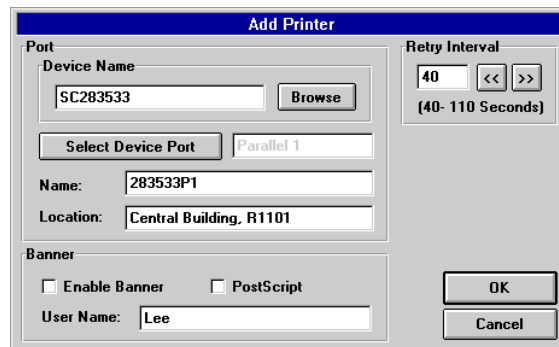 Add Printer
Port
Device Name
SC283533
Browse
Select Device Port
Parallel 1
Name:
283533P1
Location:
Central Building, R1101
Retry Interval
40
<<
>>
(40- 110 Seconds)
Banner
Enable Banner
PostScript
User Name:
Lee
OK
Cancel